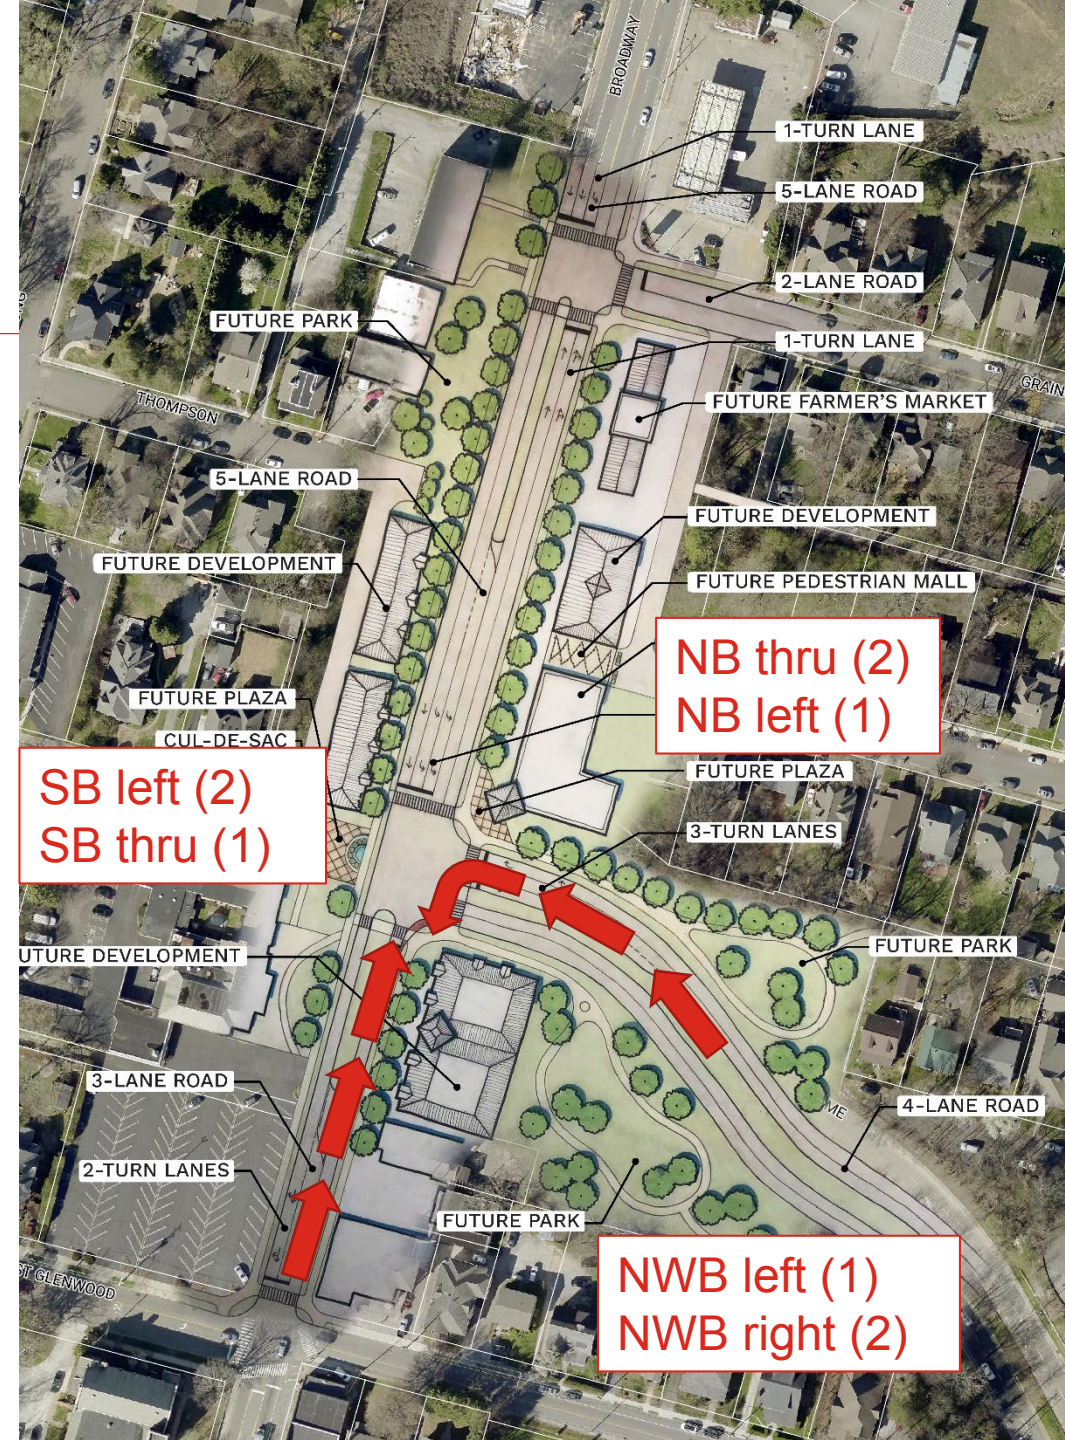 BROADWAY
1-TURN LANE
5-LANE ROAD
2-LANE ROAD
FUTURE PARK
1-TURN LANE
GRAIN
THOMPSON
FUTURE FARMER'S MARKET
5-LANE ROAD
FUTURE DEVELOPMENT
FUTURE DEVELOPMENT
FUTURE PEDESTRIAN MALL
NB thru (2)
NB left (1)
FUTURE PLAZA
CUL-DE-SAC
SB left (2)
SB thru (1)
FUTURE PLAZA
3-TURN LANES
FUTURE PARK
UTURE DEVELOPMENT
3-LANE ROAD
4-LANE ROAD
ME
2-TURN LANES
FUTURE PARK
ST GLENWOOD
NWB left (1)
NWB right (2)